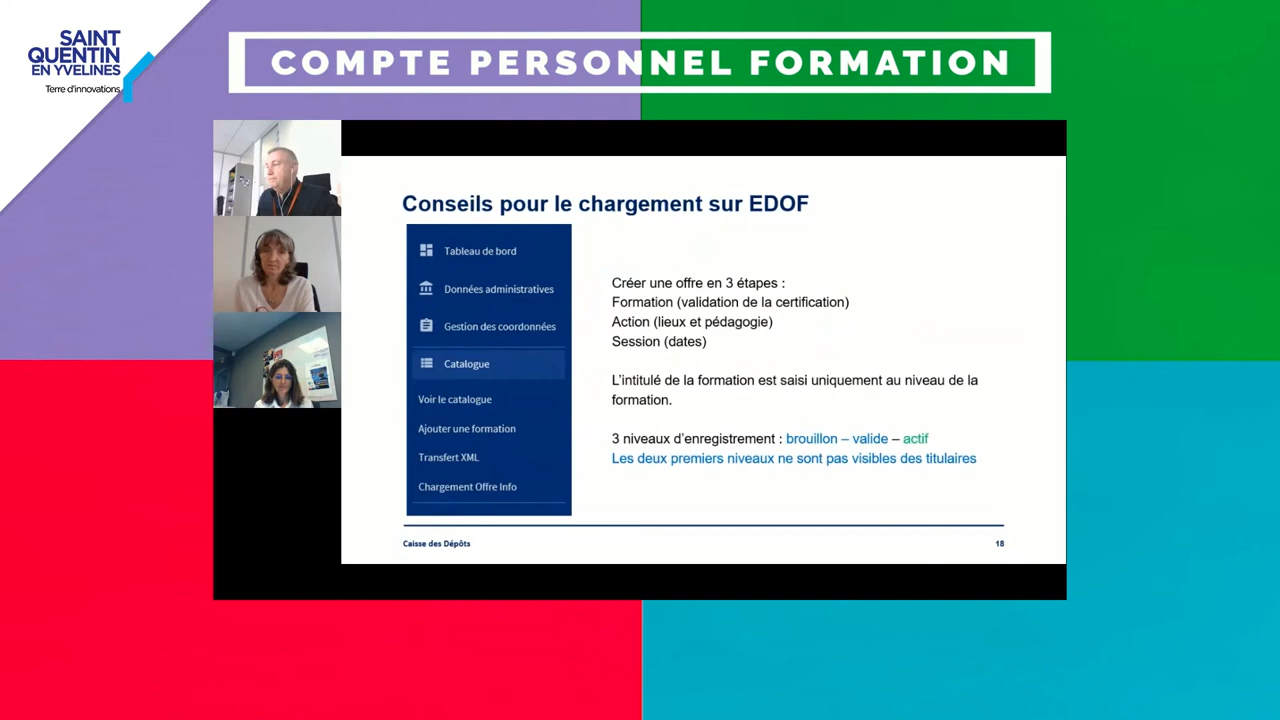 SAINT
QUENTIN
EN YVELINES
Terre d'innovations
COMPTE PERSONNEL FORMATION
Conseils pour le chargement sur EDOF
Tableau de bord
Données administratives
Gestion des coordonnées
Catalogue
Voir le catalogue
Ajouter une formation
Transfert XML
Chargement Offre Info
Créer une offre en 3 étapes :
Formation (validation de la certification)
Action (lieux et pédagogie)
Session (dates)
L'intitulé de la formation est saisi uniquement au niveau de la
formation.
3 niveaux d'enregistrement : brouillon – valide – actif
Les deux premiers niveaux ne sont pas visibles des titulaires
Caisse des Dépôts
18